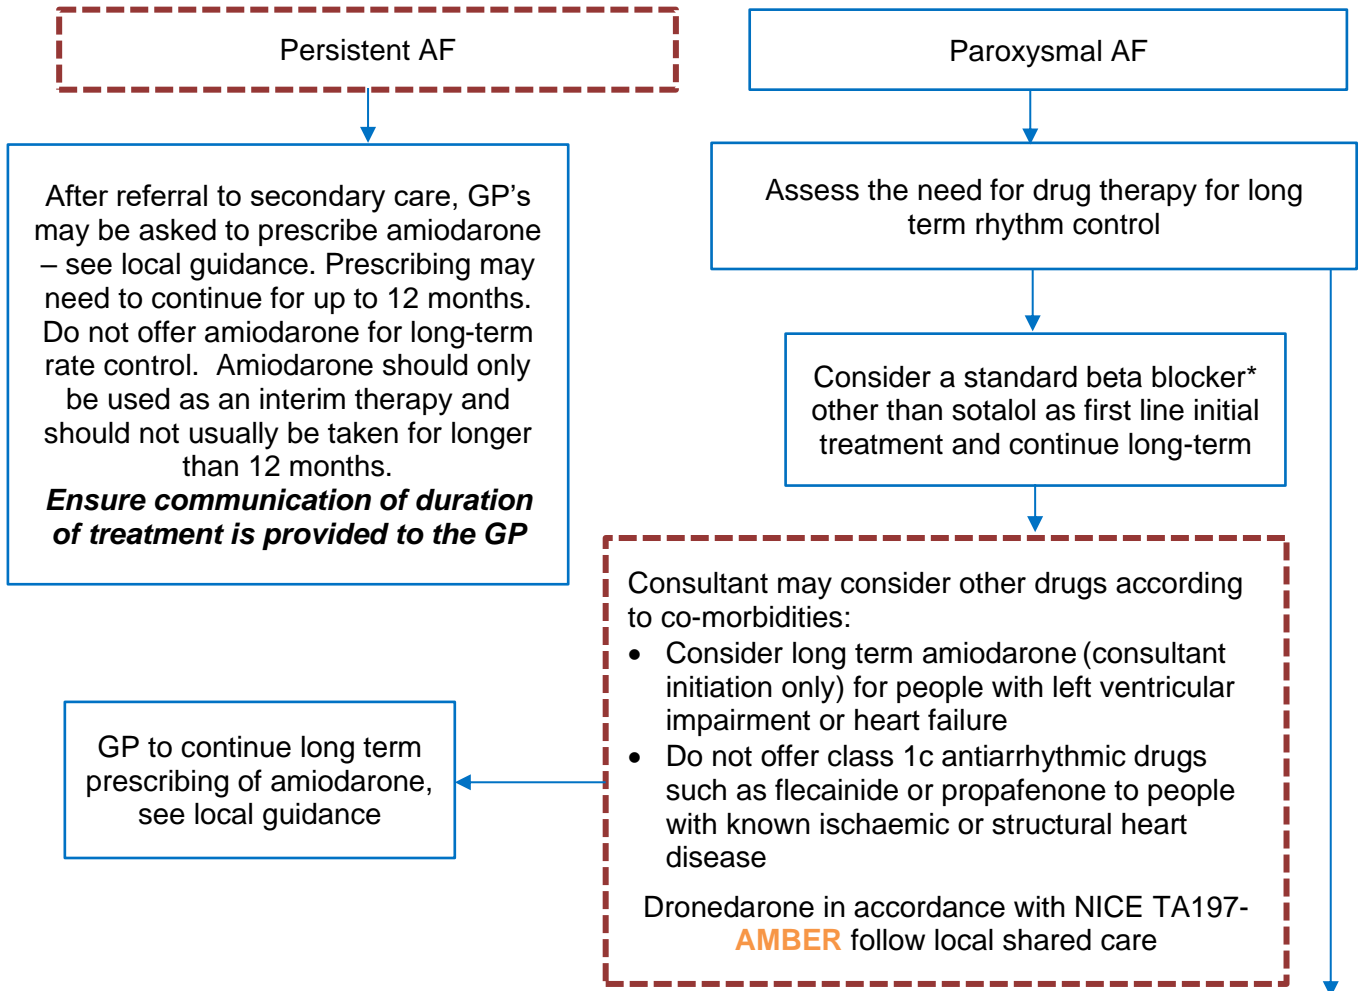 Persistent AF
Paroxysmal AF
After referral to secondary care, GP’s
may be asked to prescribe amiodarone
– see local guidance. Prescribing may
need to continue for up to 12 months.
Do not offer amiodarone for long-term
rate control. Amiodarone should only
be used as an interim therapy and
should not usually be taken for longer
than 12 months.
Ensure communication of duration
of treatment is provided to the GP
Assess the need for drug therapy for long
term rhythm control
Consider a standard beta blocker*
other than sotalol as first line initial
treatment and continue long-term
Consultant may consider other drugs according
to co-morbidities:
• Consider long term amiodarone (consultant
initiation only) for people with left ventricular
impairment or heart failure
• Do not offer class 1c antiarrhythmic drugs
such as flecainide or propafenone to people
with known ischaemic or structural heart
disease
Dronedarone in accordance with NICE TA197-
AMBER follow local shared care
GP to continue long term
prescribing of amiodarone,
see local guidance